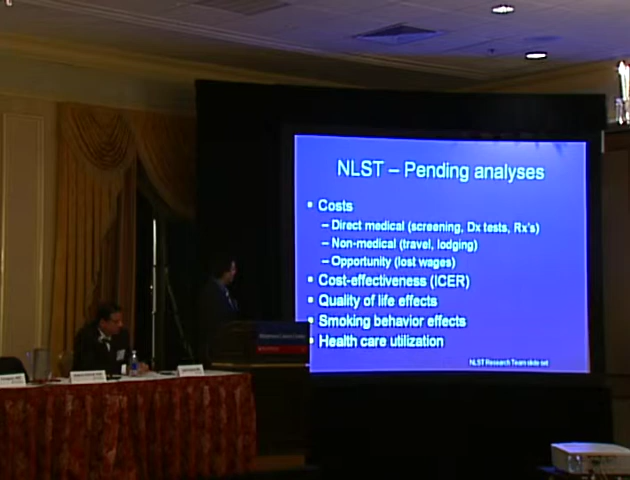 NLST – Pending analyses
• Costs
– Direct medical (screening, Dx tests, Rx's)
– Non-medical (travel, lodging)
– Opportunity (lost wages)
• Cost-effectiveness (ICER)
• Quality of life effects
• Smoking behavior effects
• Health care utilization
NLST Research Team slide set